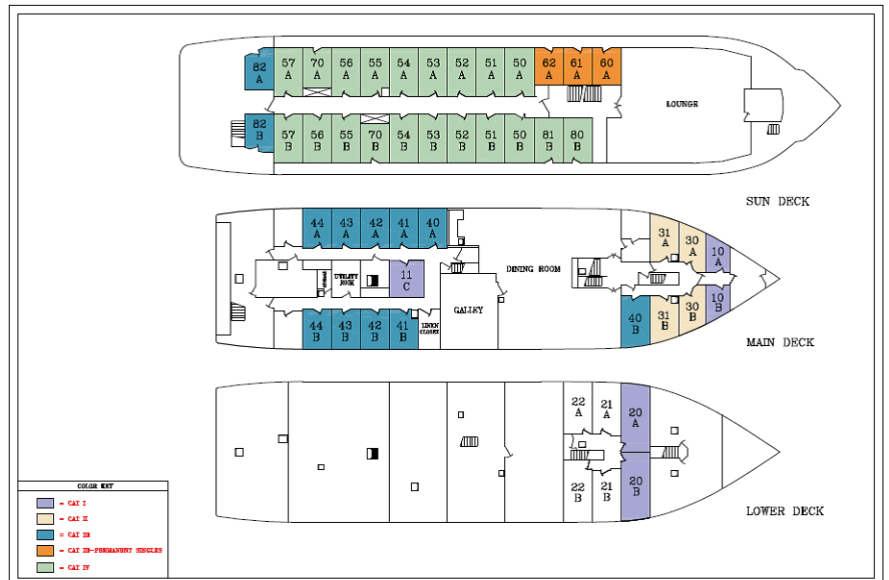 82 A 57 A 70 A 56 A 55 A 54 A 53 A 52 A 51 A 50 A 62 A 61 A 60 A
LOUNGE
82 B 57 B 56 B 55 B 70 B 54 B 53 B 52 B 51 B 50 B 81 B 80 B
SUN DECK
44 A 43 A 42 A 41 A 40 A 31 A 30 A 10 A
UTILITY
11 C
DINING ROOM
GALLEY
44 B 43 B 42 B 41 B
LINEN
CLOSET
40 B 31 B 30 B 10 B
MAIN DECK
22 A 21 A 20 A
22 B 21 B 20 B
LOWER DECK
COLOR KEY
= CAT I
= CAT II
= CAT III
= CAT III-PERMANENT SINGLES
= CAT IV